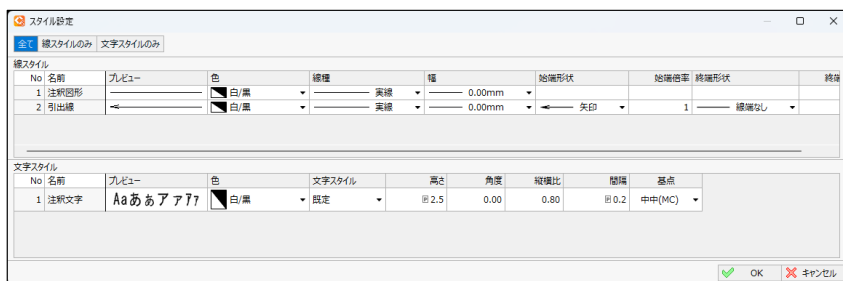 スタイル設定
全て 線スタイルのみ 文字スタイルのみ
線スタイル
No 名前 プレビュー 色 線種 幅 始端形状 始端倍率 終端形状 終端
1 注釈図形 白/黒 実線 0.00mm
2 引出線 白/黒 実線 0.00mm 矢印 1 線端なし
文字スタイル
No 名前 プレビュー 色 文字スタイル 高さ 角度 縦横比 間隔 基点
1 注釈文字 Aaあぁアァｱｧ 白/黒 既定 2.5 0.00 0.80 0.2 中中(MC)
OK キャンセル